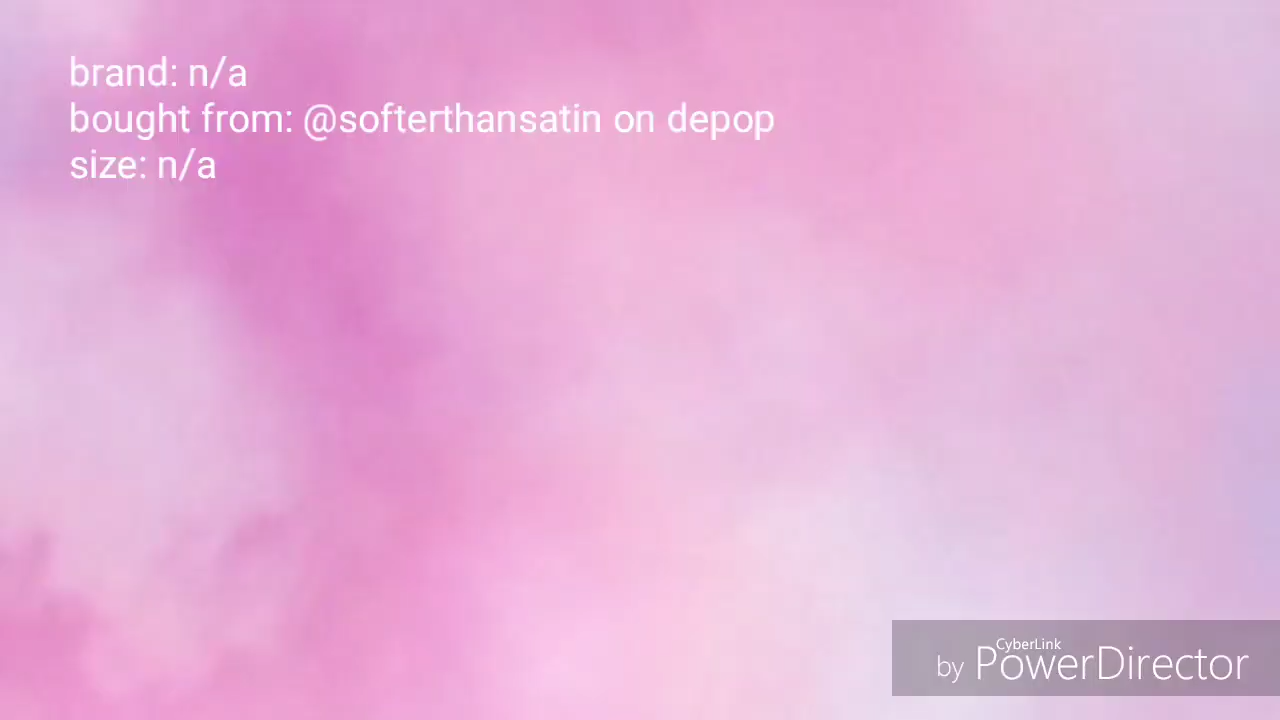 brand: n/a
bought from: @softerthansatin on depop
size: n/a
CyberLink
by PowerDirector